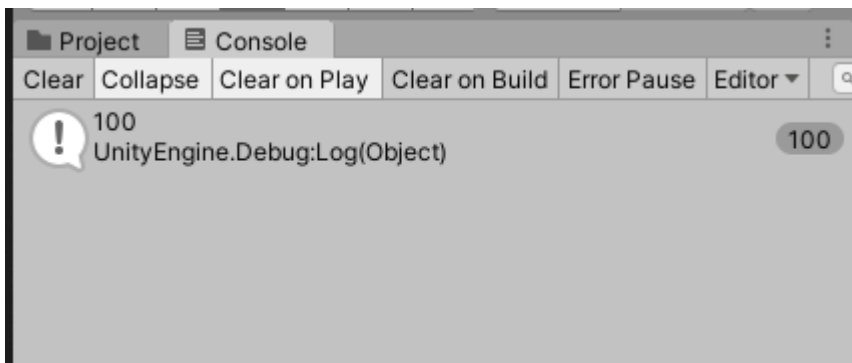 Project Console
Clear Collapse Clear on Play Clear on Build Error Pause Editor
100
UnityEngine.Debug:Log(Object)
100